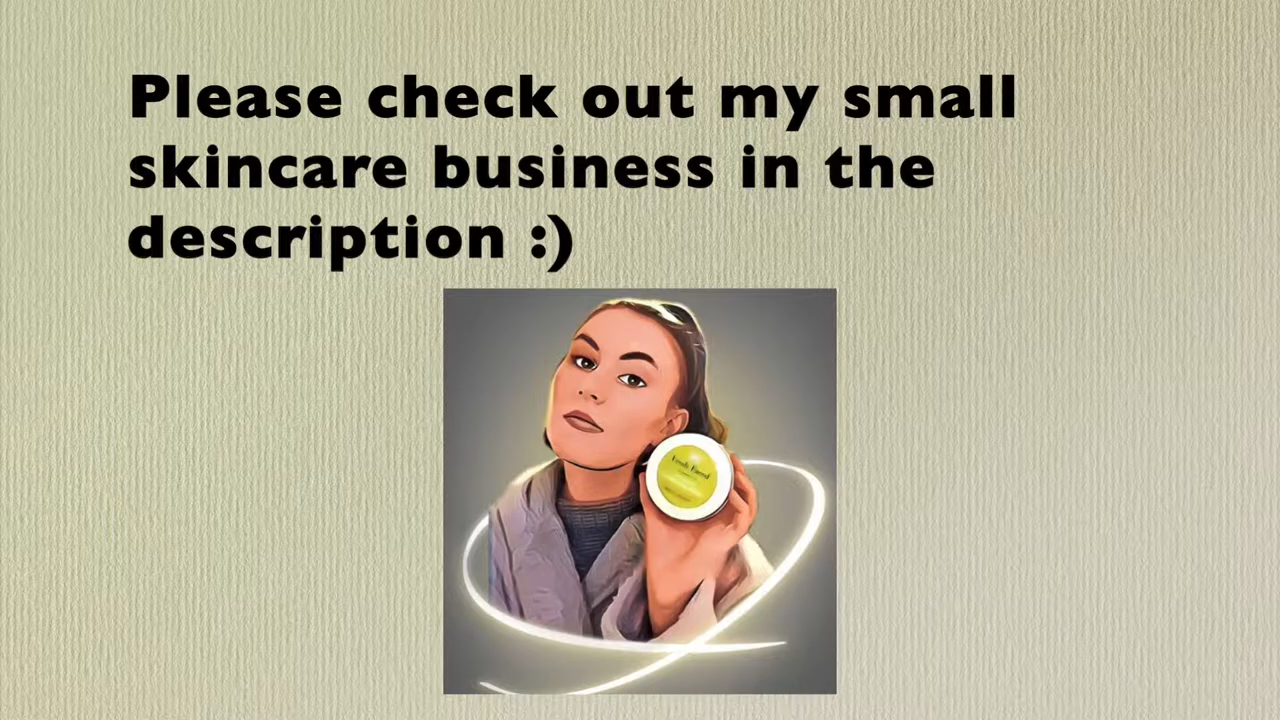 Please check out my small
skincare business in the
description :)